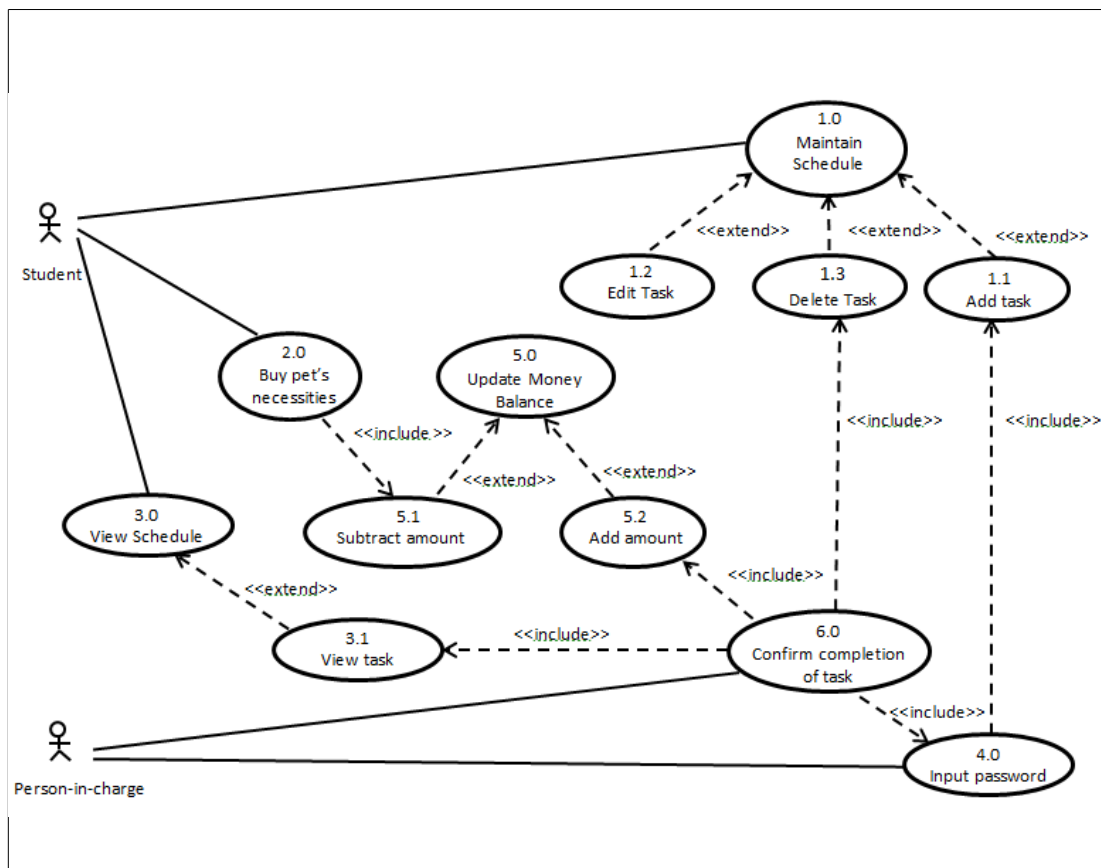 1.0
Maintain
Schedule
Student
<<extend>>
<<extend>>
<<extend>>
1.2
Edit Task
1.3
Delete Task
1.1
Add task
2.0
Buy pet's
necessities
5.0
Update Money
Balance
<<include>>
<<include>>
<<include>>
<<extend>>
<<extend>>
3.0
View Schedule
5.1
Subtract amount
5.2
Add amount
<<extend>>
<<include>>
3.1
View task
<<include>>
6.0
Confirm completion
of task
<<include>>
4.0
Input password
Person-in-charge